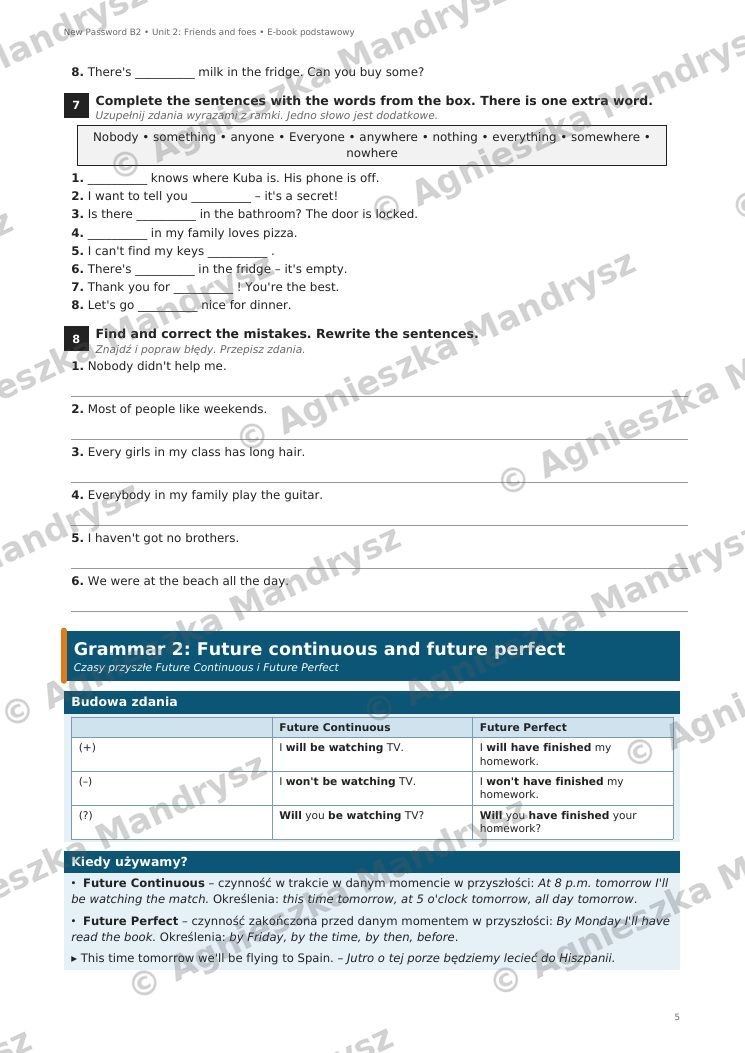 New Password B2 • Unit 2: Friends and foes • E-book podstawowy
8. There's __________ milk in the fridge. Can you buy some?
7 Complete the sentences with the words from the box. There is one extra word.
Uzupełnij zdania wyrazami z ramki. Jedno słowo jest dodatkowe.
Nobody • something • anyone • Everyone • anywhere • nothing • everything • somewhere •
nowhere
1. __________ knows where Kuba is. His phone is off.
2. I want to tell you __________ – it's a secret!
3. Is there __________ in the bathroom? The door is locked.
4. __________ in my family loves pizza.
5. I can't find my keys __________ .
6. There's __________ in the fridge – it's empty.
7. Thank you for __________ ! You're the best.
8. Let's go __________ nice for dinner.
8 Find and correct the mistakes. Rewrite the sentences.
Znajdź i popraw błędy. Przepisz zdania.
1. Nobody didn't help me.
2. Most of people like weekends.
3. Every girls in my class has long hair.
4. Everybody in my family play the guitar.
5. I haven't got no brothers.
6. We were at the beach all the day.
Grammar 2: Future continuous and future perfect
Czasy przyszłe Future Continuous i Future Perfect
Budowa zdania
Future Continuous Future Perfect
(+) I will be watching TV. I will have finished my
homework.
(–) I won't be watching TV. I won't have finished my
homework.
(?) Will you be watching TV? Will you have finished your
homework?
Kiedy używamy?
• Future Continuous – czynność w trakcie w danym momencie w przyszłości: At 8 p.m. tomorrow I'll
be watching the match. Określenia: this time tomorrow, at 5 o'clock tomorrow, all day tomorrow.
• Future Perfect – czynność zakończona przed danym momentem w przyszłości: By Monday I'll have
read the book. Określenia: by Friday, by the time, by then, before.
▸ This time tomorrow we'll be flying to Spain. – Jutro o tej porze będziemy lecieć do Hiszpanii.
5
© Agnieszka Mandrysz